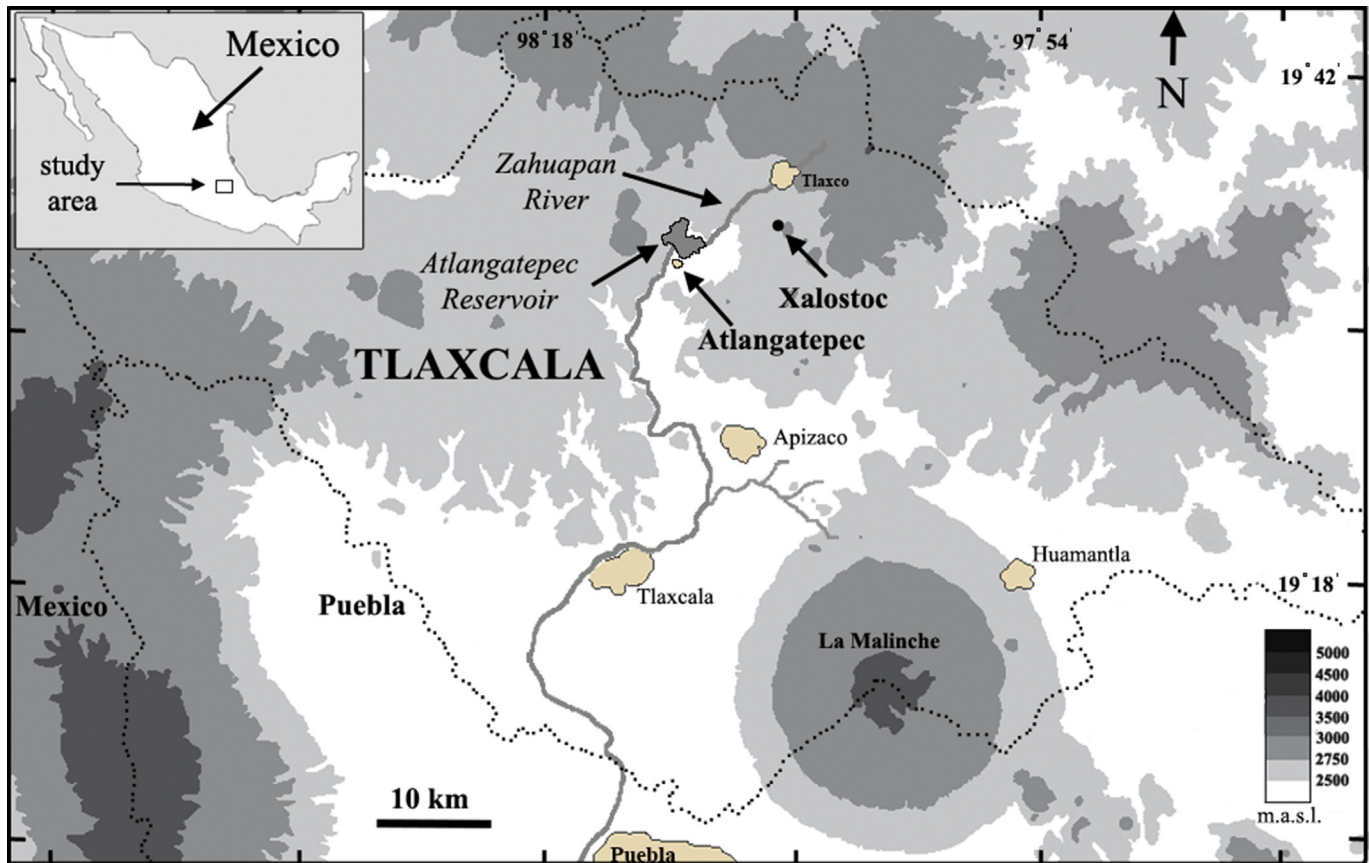 Mexico
study
area
98° 18'
97° 54'
N
19° 42'
Zahuapan
River
Tlaxco
Atlangatepec
Reservoir
Xalostoc
Atlangatepec
TLAXCALA
Apizaco
Huamantla
19° 18'
Tlaxcala
Mexico
Puebla
La Malinche
5000
4500
4000
3500
3000
2750
2500
m.a.s.l.
10 km
Puebla